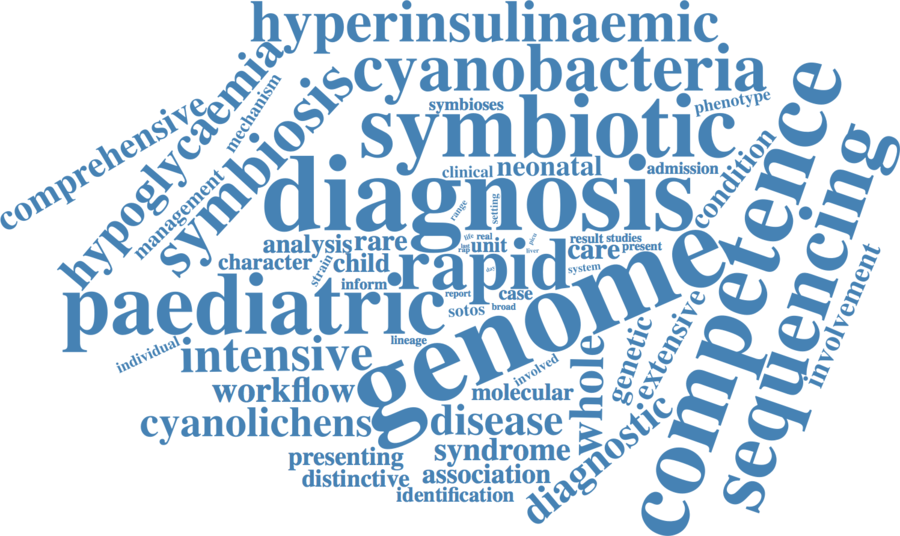 hyperinsulinaemic
cyanobacteria
symbioses
phenotype
symbiotic
comprehensive
hypoglycaemia
mechanism
symbiosis
management
clinical
neonatal
admission
condition
competence
diagnosis
range
setting
sequencing
analysis
rare
life
real
unit
result
studies
care
present
character
strain
child
rapid
liver
system
day
inform
genome
paediatric
report
case
broad
sotos
lineage
individual
intensive
involved
whole
genetic
extensive
involvement
workflow
molecular
cyanolichens
disease
diagnostic
presenting
syndrome
distinctive
association
identification